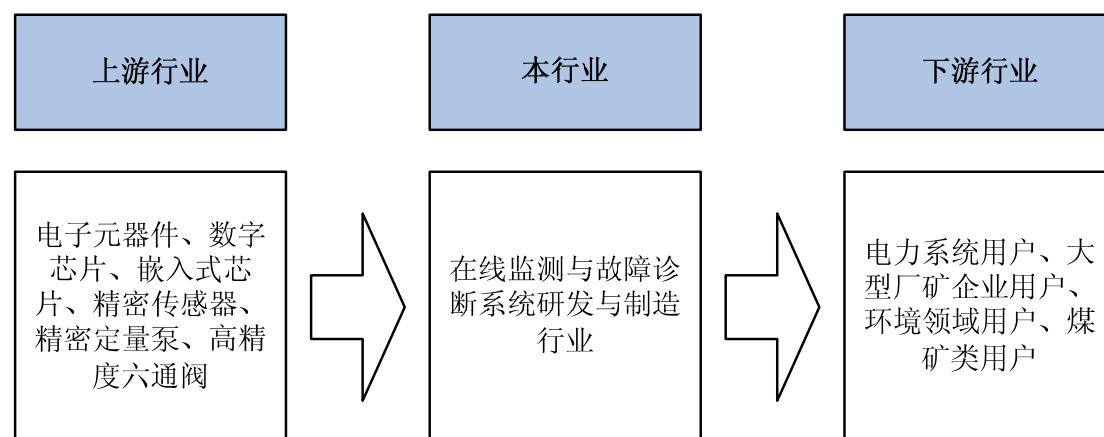 上游行业
本行业
下游行业
电子元器件、数字
芯片、嵌入式芯
片、精密传感器、
精密定量泵、高精
度六通阀
在线监测与故障诊
断系统研发与制造
行业
电力系统用户、大
型厂矿企业用户、
环境领域用户、煤
矿类用户